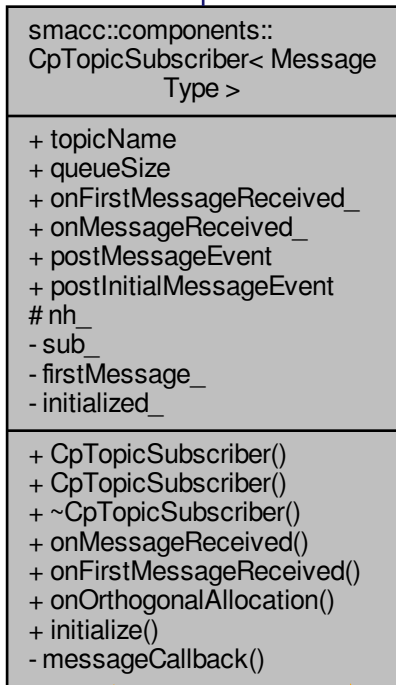 smacc::components::
CpTopicSubscriber< Message
Type >
+ topicName
+ queueSize
+ onFirstMessageReceived_
+ onMessageReceived_
+ postMessageEvent
+ postInitialMessageEvent
# nh_
- sub_
- firstMessage_
- initialized_
+ CpTopicSubscriber()
+ CpTopicSubscriber()
+ ~CpTopicSubscriber()
+ onMessageReceived()
+ onFirstMessageReceived()
+ onOrthogonalAllocation()
+ initialize()
- messageCallback()